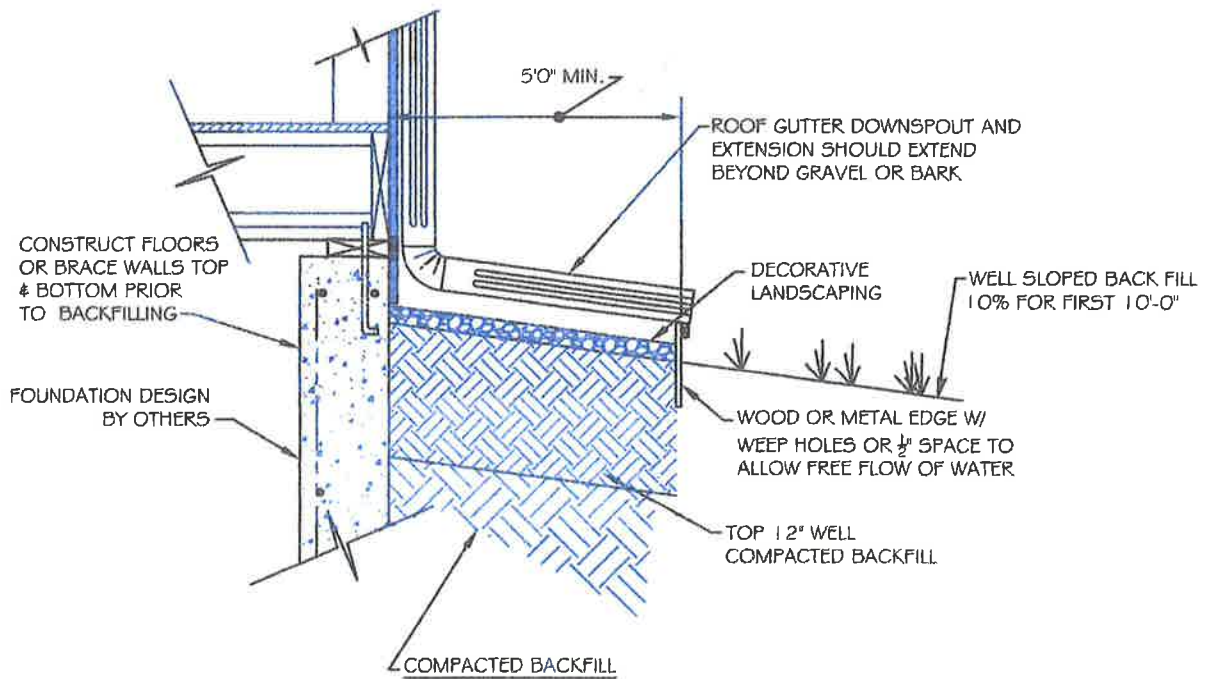 5'0" MIN.
ROOF GUTTER DOWNSPOUT AND
EXTENSION SHOULD EXTEND
BEYOND GRAVEL OR BARK
CONSTRUCT FLOORS
OR BRACE WALLS TOP
& BOTTOM PRIOR
TO BACKFILLING
DECORATIVE
LANDSCAPING
WELL SLOPED BACK FILL
10% FOR FIRST 10'-0"
FOUNDATION DESIGN
BY OTHERS
WOOD OR METAL EDGE W/
WEEP HOLES OR ½" SPACE TO
ALLOW FREE FLOW OF WATER
TOP 12" WELL
COMPACTED BACKFILL
COMPACTED BACKFILL